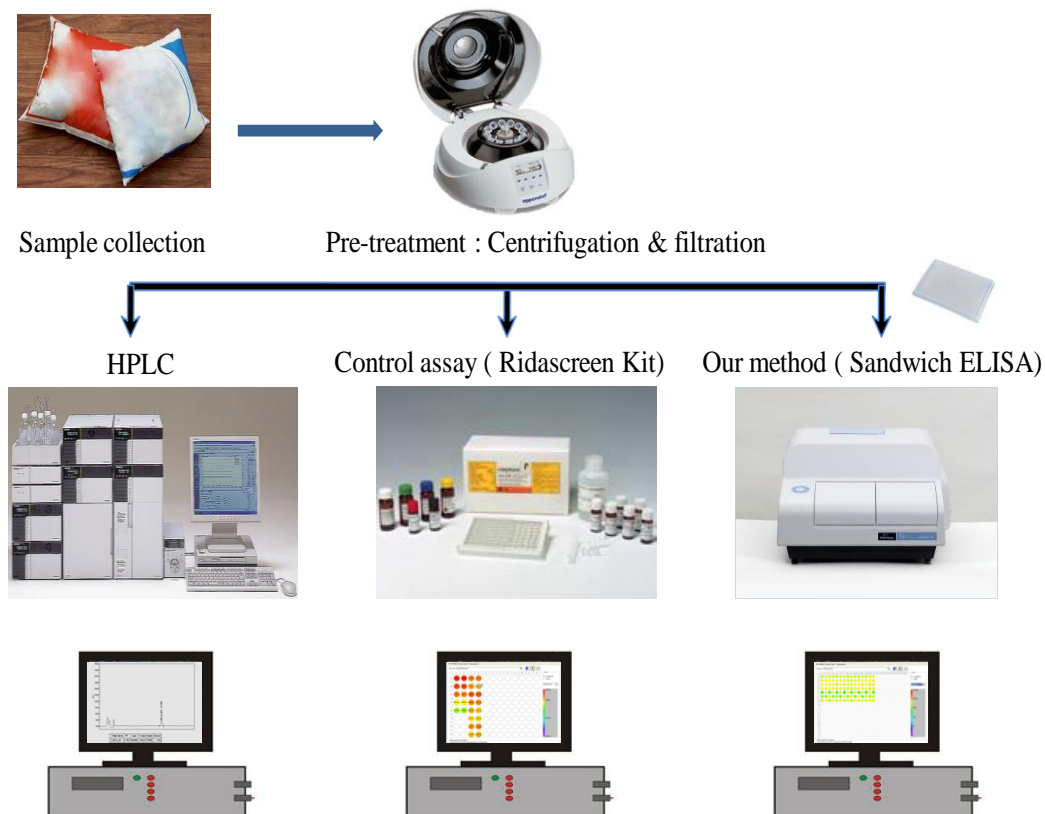 Sample collection
Pre-treatment : Centrifugation & filtration
HPLC
Control assay ( Ridascreen Kit)
Our method ( Sandwich ELISA)